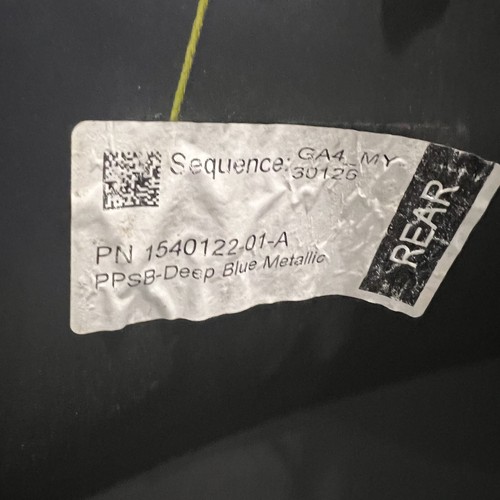 Sequence: GA4_MY
30126
PN 1540122-01-A
PPSB-Deep Blue Metallic
REAR